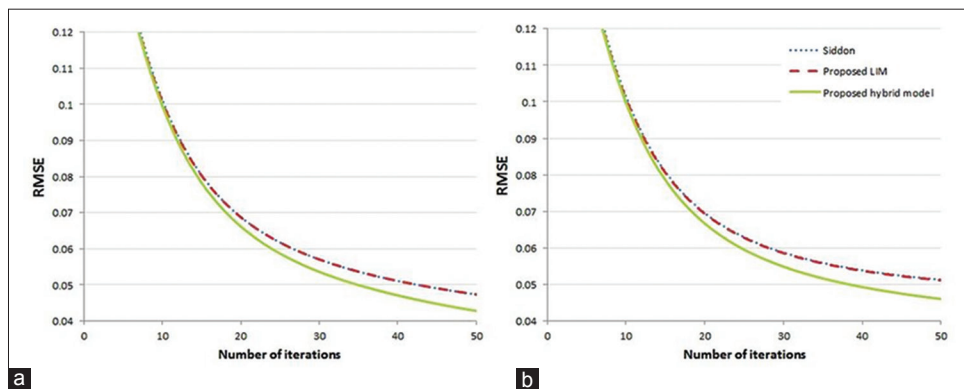 0.12
0.11
0.1
0.09
0.08
0.07
0.06
0.05
0.04
RMSE
0 10 20 30 40 50
Number of iterations
a
0.12
0.11
0.1
0.09
0.08
0.07
0.06
0.05
0.04
RMSE
Siddon
Proposed LIM
Proposed hybrid model
0 10 20 30 40 50
Number of iterations
b